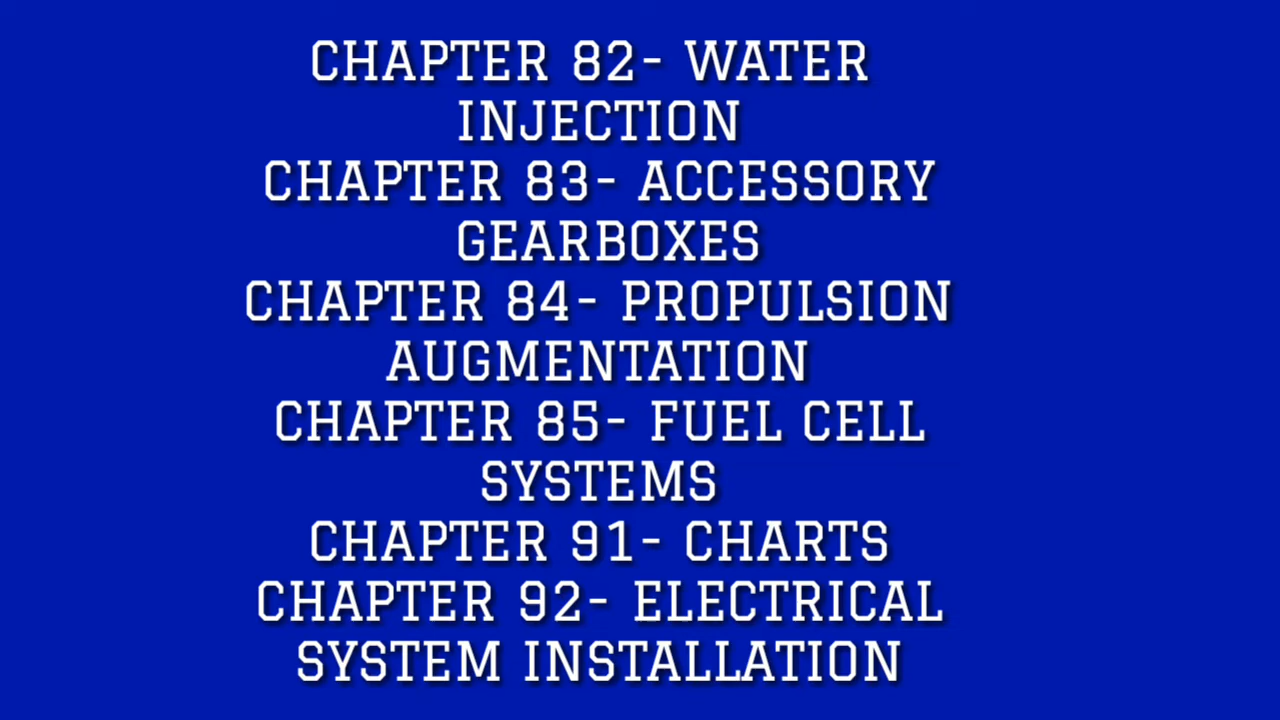 CHAPTER 82- WATER
INJECTION
CHAPTER 83- ACCESSORY
GEARBOXES
CHAPTER 84- PROPULSION
AUGMENTATION
CHAPTER 85- FUEL CELL
SYSTEMS
CHAPTER 91- CHARTS
CHAPTER 92- ELECTRICAL
SYSTEM INSTALLATION